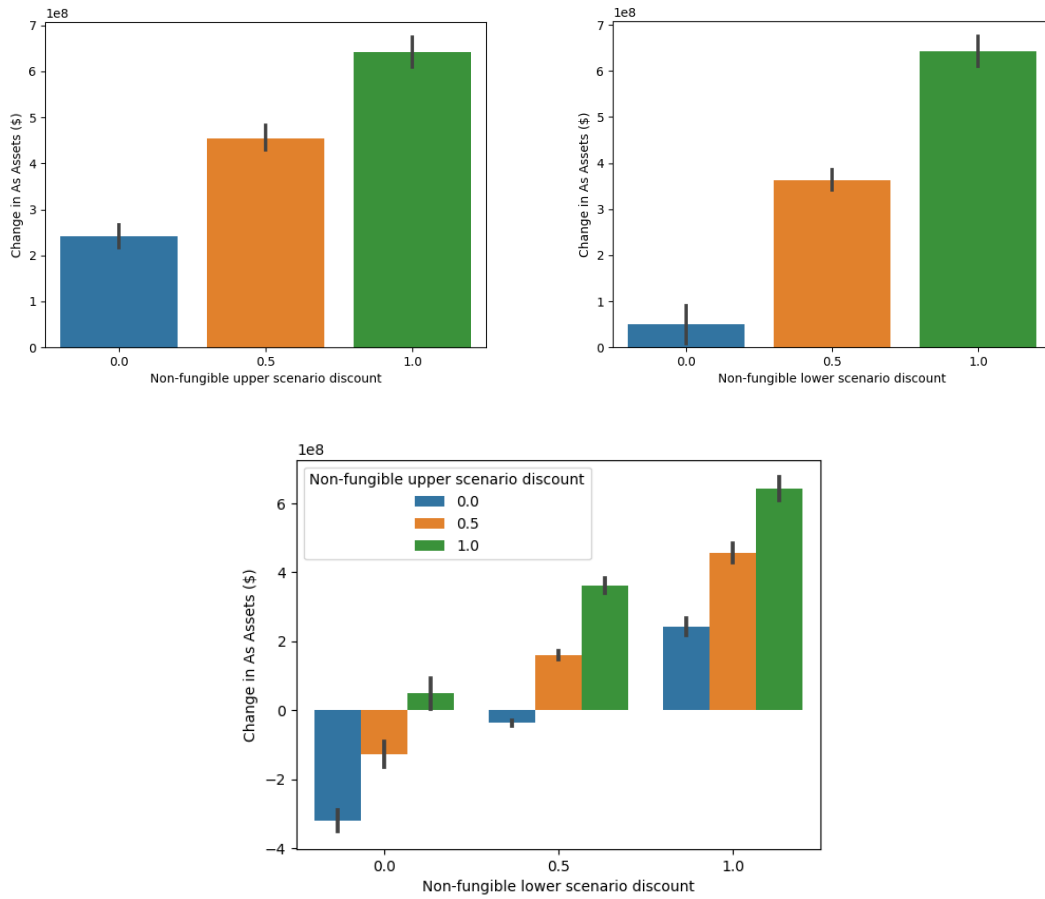 1e8
7
6
5
4
3
2
1
0
Change in As Assets ($)
0.0 0.5 1.0
Non-fungible upper scenario discount
1e8
7
6
5
4
3
2
1
0
Change in As Assets ($)
0.0 0.5 1.0
Non-fungible lower scenario discount
1e8
Non-fungible upper scenario discount
0.0
0.5
1.0
6
4
2
0
−2
−4
Change in As Assets ($)
0.0 0.5 1.0
Non-fungible lower scenario discount